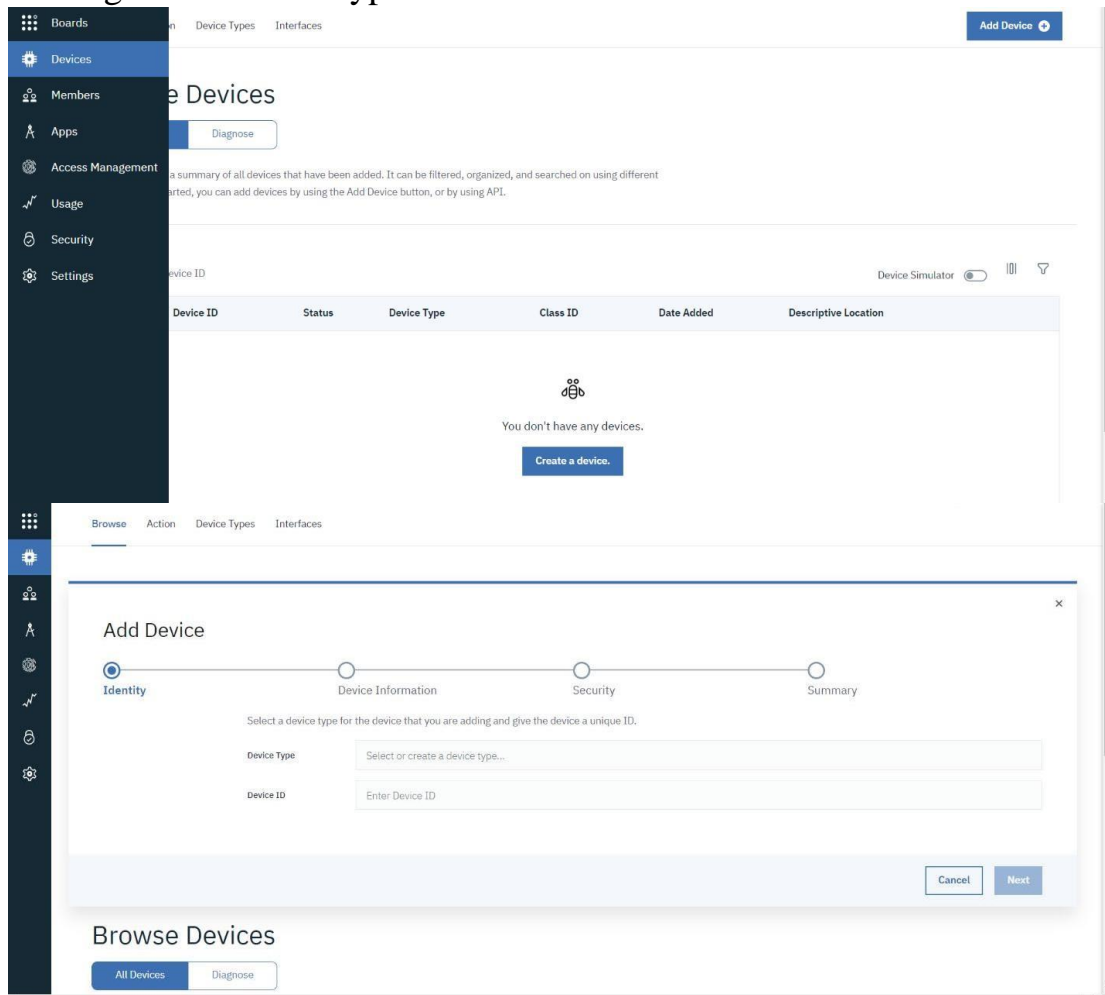 Boards
Device Types Interfaces
Add Device
Devices
Members
Devices
Apps
Diagnose
Access Management
a summary of all devices that have been added. It can be filtered, organized, and searched on using different
arted, you can add devices by using the Add Device button, or by using API.
Usage
Security
Settings
evice ID
Device Simulator
Device ID Status Device Type Class ID Date Added Descriptive Location
You don't have any devices.
Create a device.
Browse Action Device Types Interfaces
Add Device
Identity Device Information Security Summary
Select a device type for the device that you are adding and give the device a unique ID.
Device Type Select or create a device type...
Device ID Enter Device ID
Cancel Next
Browse Devices
All Devices Diagnose